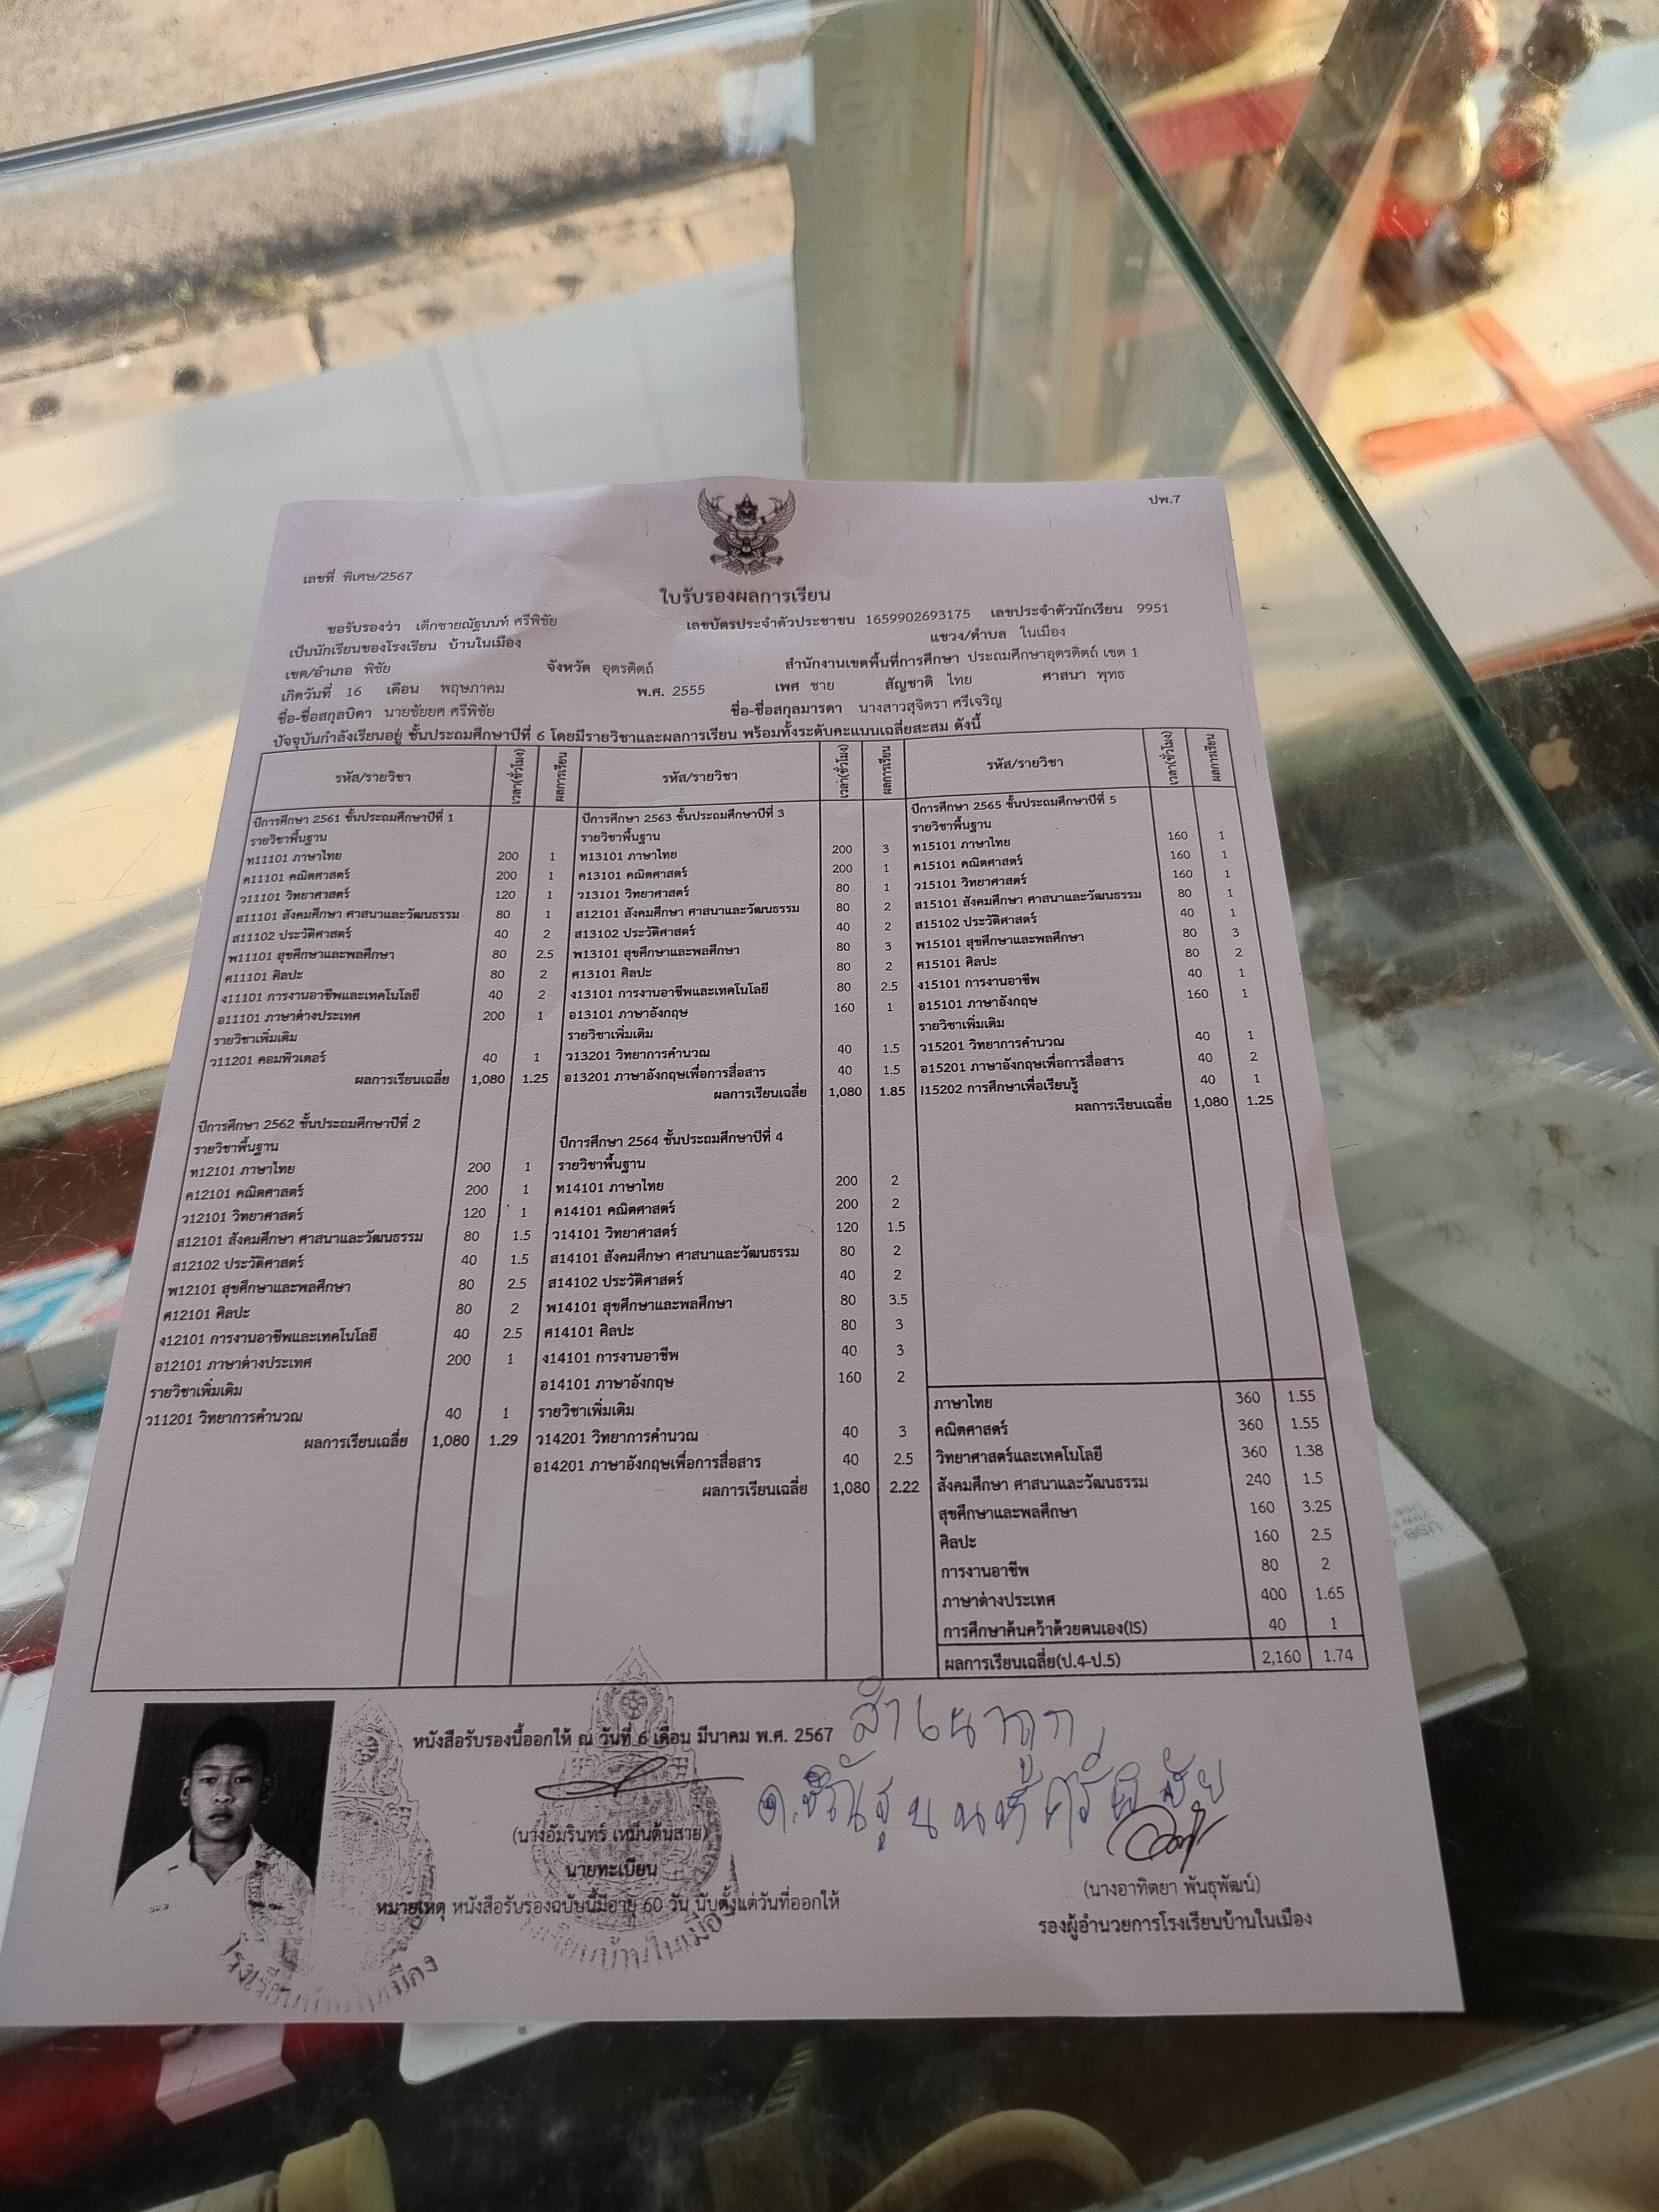 ปพ.7
เลขที่ พิเศษ/2567
ใบรับรองผลการเรียน
ขอรับรองว่า เด็กชายณัฐนนท์ ศรีพิชัย เลขบัตรประจำตัวประชาชน 1659902693175 เลขประจำตัวนักเรียน 9951
เป็นนักเรียนของโรงเรียน บ้านในเมือง แขวง/ตำบล ในเมือง
เขต/อำเภอ พิชัย จังหวัด อุตรดิตถ์ สำนักงานเขตพื้นที่การศึกษา ประถมศึกษาอุตรดิตถ์ เขต 1
เกิดวันที่ 16 เดือน พฤษภาคม พ.ศ. 2555 เพศ ชาย สัญชาติ ไทย ศาสนา พุทธ
ชื่อ-ชื่อสกุลบิดา นายชัยยศ ศรีพิชัย ชื่อ-ชื่อสกุลมารดา นางสาวสุจิตรา ศรีเจริญ
ปัจจุบันกำลังเรียนอยู่ ชั้นประถมศึกษาปีที่ 6 โดยมีรายวิชาและผลการเรียน พร้อมทั้งระดับคะแนนเฉลี่ยสะสม ดังนี้
รหัส/รายวิชา เวลา(ชั่วโมง) ผลการเรียน
ปีการศึกษา 2561 ชั้นประถมศึกษาปีที่ 1
รายวิชาพื้นฐาน
ท11101 ภาษาไทย 200 1
ค11101 คณิตศาสตร์ 200 1
ว11101 วิทยาศาสตร์ 120 1
ส11101 สังคมศึกษา ศาสนาและวัฒนธรรม 80 1
ส11102 ประวัติศาสตร์ 40 2
พ11101 สุขศึกษาและพลศึกษา 80 2.5
ศ11101 ศิลปะ 80 2
ง11101 การงานอาชีพและเทคโนโลยี 40 2
อ11101 ภาษาต่างประเทศ 200 1
รายวิชาเพิ่มเติม
ว11201 คอมพิวเตอร์ 40 1
ผลการเรียนเฉลี่ย 1,080 1.25
ปีการศึกษา 2562 ชั้นประถมศึกษาปีที่ 2
รายวิชาพื้นฐาน
ท12101 ภาษาไทย 200 1
ค12101 คณิตศาสตร์ 200 1
ว12101 วิทยาศาสตร์ 120 1
ส12101 สังคมศึกษา ศาสนาและวัฒนธรรม 80 1.5
ส12102 ประวัติศาสตร์ 40 1.5
พ12101 สุขศึกษาและพลศึกษา 80 2.5
ศ12101 ศิลปะ 80 2
ง12101 การงานอาชีพและเทคโนโลยี 40 2.5
อ12101 ภาษาต่างประเทศ 200 1
รายวิชาเพิ่มเติม
ว11201 วิทยาการคำนวณ 40 1
ผลการเรียนเฉลี่ย 1,080 1.29
รหัส/รายวิชา เวลา(ชั่วโมง) ผลการเรียน
ปีการศึกษา 2563 ชั้นประถมศึกษาปีที่ 3
รายวิชาพื้นฐาน
ท13101 ภาษาไทย 200 3
ค13101 คณิตศาสตร์ 200 1
ว13101 วิทยาศาสตร์ 80 1
ส12101 สังคมศึกษา ศาสนาและวัฒนธรรม 80 2
ส13102 ประวัติศาสตร์ 40 2
พ13101 สุขศึกษาและพลศึกษา 80 3
ศ13101 ศิลปะ 80 2
ง13101 การงานอาชีพและเทคโนโลยี 80 2.5
อ13101 ภาษาอังกฤษ 160 1
รายวิชาเพิ่มเติม
ว13201 วิทยาการคำนวณ 40 1.5
อ13201 ภาษาอังกฤษเพื่อการสื่อสาร 40 1.5
ผลการเรียนเฉลี่ย 1,080 1.85
ปีการศึกษา 2564 ชั้นประถมศึกษาปีที่ 4
รายวิชาพื้นฐาน
ท14101 ภาษาไทย 200 2
ค14101 คณิตศาสตร์ 200 2
ว14101 วิทยาศาสตร์ 120 1.5
ส14101 สังคมศึกษา ศาสนาและวัฒนธรรม 80 2
ส14102 ประวัติศาสตร์ 40 2
พ14101 สุขศึกษาและพลศึกษา 80 3.5
ศ14101 ศิลปะ 80 3
ง14101 การงานอาชีพ 40 3
อ14101 ภาษาอังกฤษ 160 2
รายวิชาเพิ่มเติม
ว14201 วิทยาการคำนวณ 40 3
อ14201 ภาษาอังกฤษเพื่อการสื่อสาร 40 2.5
ผลการเรียนเฉลี่ย 1,080 2.22
รหัส/รายวิชา เวลา(ชั่วโมง) ผลการเรียน
ปีการศึกษา 2565 ชั้นประถมศึกษาปีที่ 5
รายวิชาพื้นฐาน
ท15101 ภาษาไทย 160 1
ค15101 คณิตศาสตร์ 160 1
ว15101 วิทยาศาสตร์ 160 1
ส15101 สังคมศึกษา ศาสนาและวัฒนธรรม 80 1
ส15102 ประวัติศาสตร์ 40 1
พ15101 สุขศึกษาและพลศึกษา 80 3
ศ15101 ศิลปะ 80 2
ง15101 การงานอาชีพ 40 1
อ15101 ภาษาอังกฤษ 160 1
รายวิชาเพิ่มเติม
ว15201 วิทยาการคำนวณ 40 1
อ15201 ภาษาอังกฤษเพื่อการสื่อสาร 40 2
I15202 การศึกษาเพื่อเรียนรู้ 40 1
ผลการเรียนเฉลี่ย 1,080 1.25
ภาษาไทย 360 1.55
คณิตศาสตร์ 360 1.55
วิทยาศาสตร์และเทคโนโลยี 360 1.38
สังคมศึกษา ศาสนาและวัฒนธรรม 240 1.5
สุขศึกษาและพลศึกษา 160 3.25
ศิลปะ 160 2.5
การงานอาชีพ 80 2
ภาษาต่างประเทศ 400 1.65
การศึกษาค้นคว้าด้วยตนเอง(IS) 40 1
ผลการเรียนเฉลี่ย(ป.4-ป.5) 2,160 1.74
หนังสือรับรองนี้ออกให้ ณ วันที่ 6 เดือน มีนาคม พ.ศ. 2567
สำเนาถูก
ศรีพิชัย
(นางอัมรินทร์ เหม็นต้นสาย)
นายทะเบียน
หมายเหตุ หนังสือรับรองฉบับนี้มีอายุ 60 วัน นับตั้งแต่วันที่ออกให้
(นางอาทิตยา พันธุพัฒน์)
รองผู้อำนวยการโรงเรียนบ้านในเมือง
โรงเรียนบ้านในเมือง
โรงเรียนบ้านในเมือง